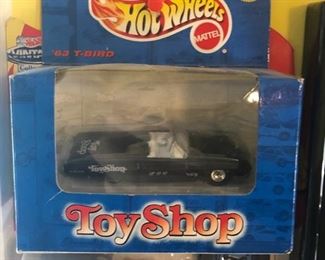 HOT WHEELS
MATTEL
'63 T-BIRD
ToyShop
ToyShop